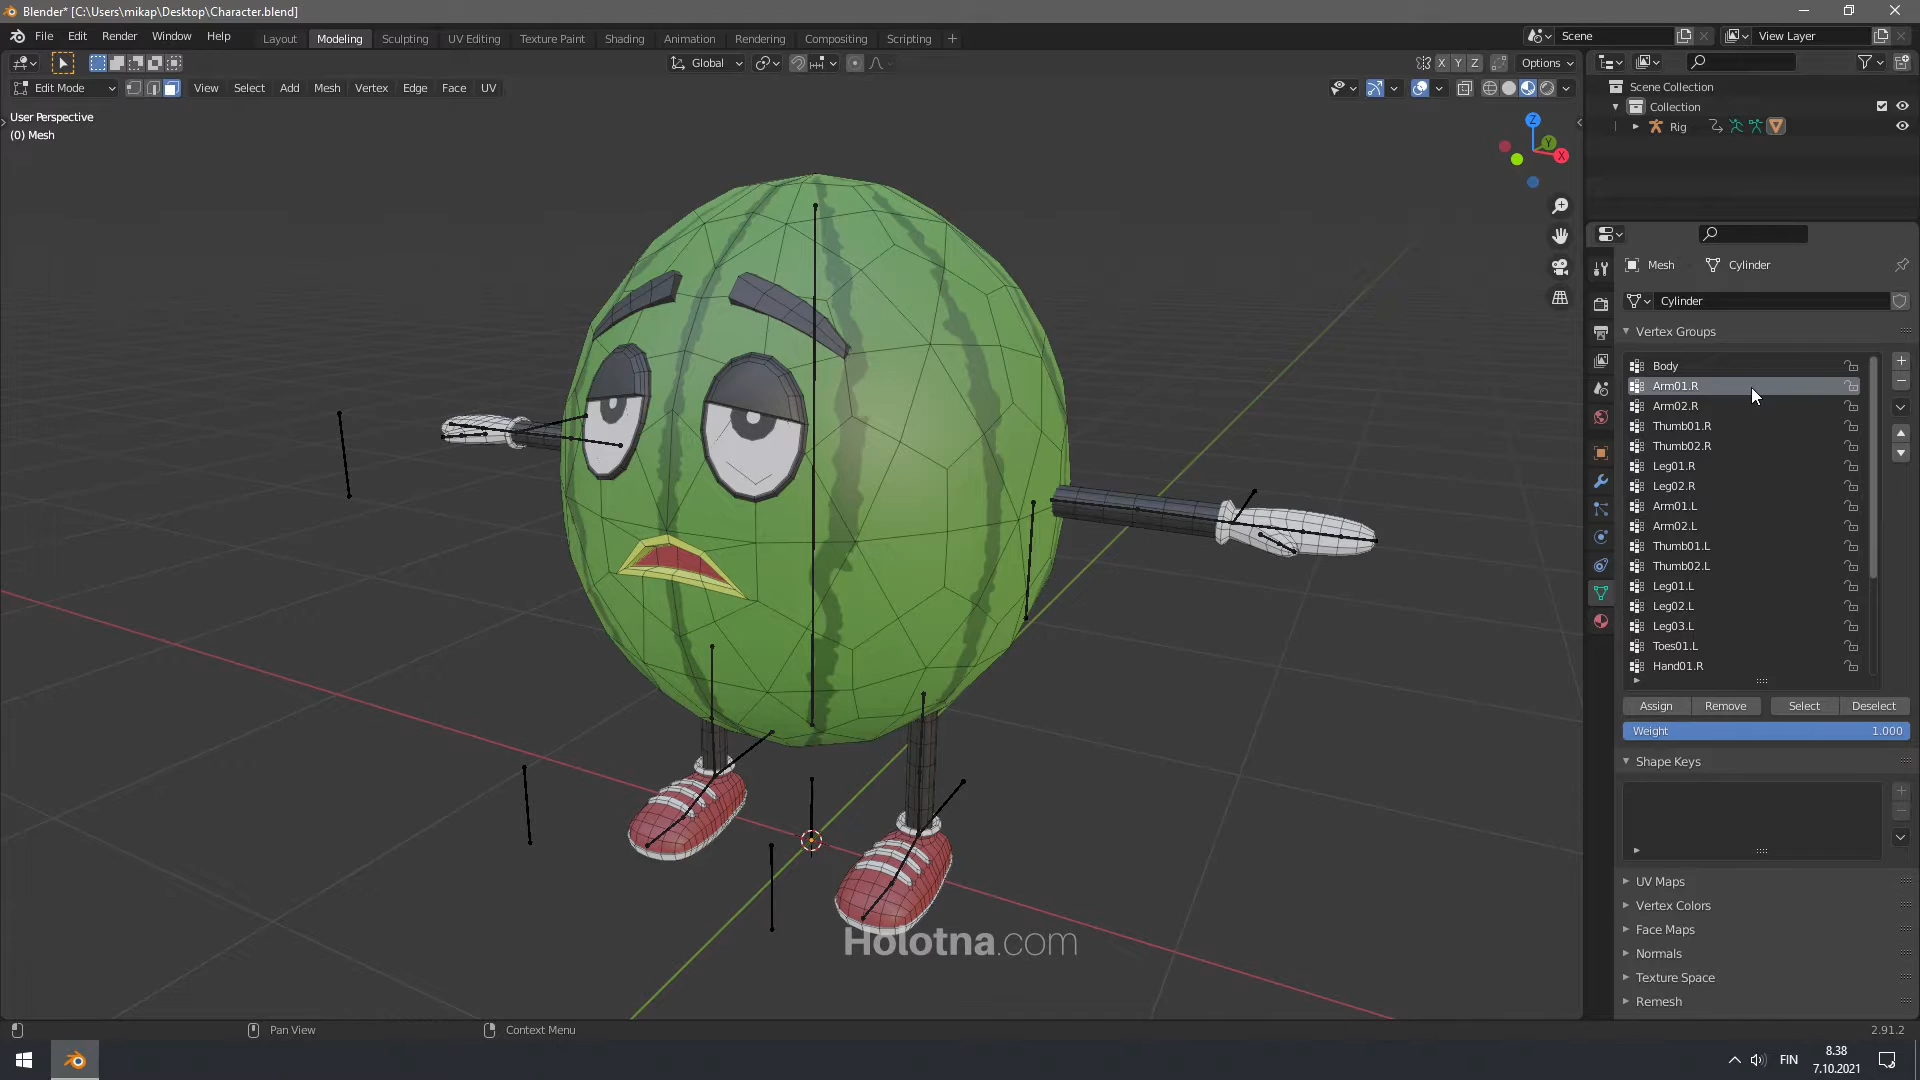 Blender* [C:\Users\mikap\Desktop\Character.blend]
File Edit Render Window Help
Layout Modeling Sculpting UV Editing Texture Paint Shading Animation Rendering Compositing Scripting
Scene
View Layer
Global
X Y Z
Options
Edit Mode
View Select Add Mesh Vertex Edge Face UV
User Perspective
(0) Mesh
Z
Y
X
Scene Collection
Collection
Rig
Mesh
Cylinder
Cylinder
Vertex Groups
Body
Arm01.R
Arm02.R
Thumb01.R
Thumb02.R
Leg01.R
Leg02.R
Arm01.L
Arm02.L
Thumb01.L
Thumb02.L
Leg01.L
Leg02.L
Leg03.L
Toes01.L
Hand01.R
Assign Remove Select Deselect
Weight 1.000
Shape Keys
UV Maps
Vertex Colors
Face Maps
Normals
Texture Space
Remesh
Holotna.com
Pan View
Context Menu
2.91.2
FIN
8.38
7.10.2021